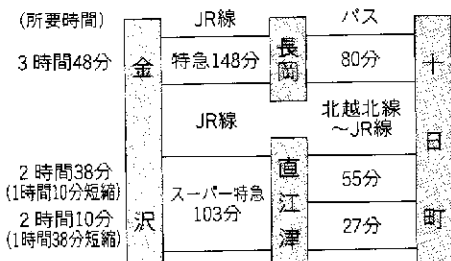 (所要時間)
JR線
バス
3時間48分
金沢
特急148分
長岡
80分
十日町
JR線
北越北線
〜JR線
2時間38分
(1時間10分短縮)
スーパー特急
103分
直江津
55分
2時間10分
(1時間38分短縮)
27分